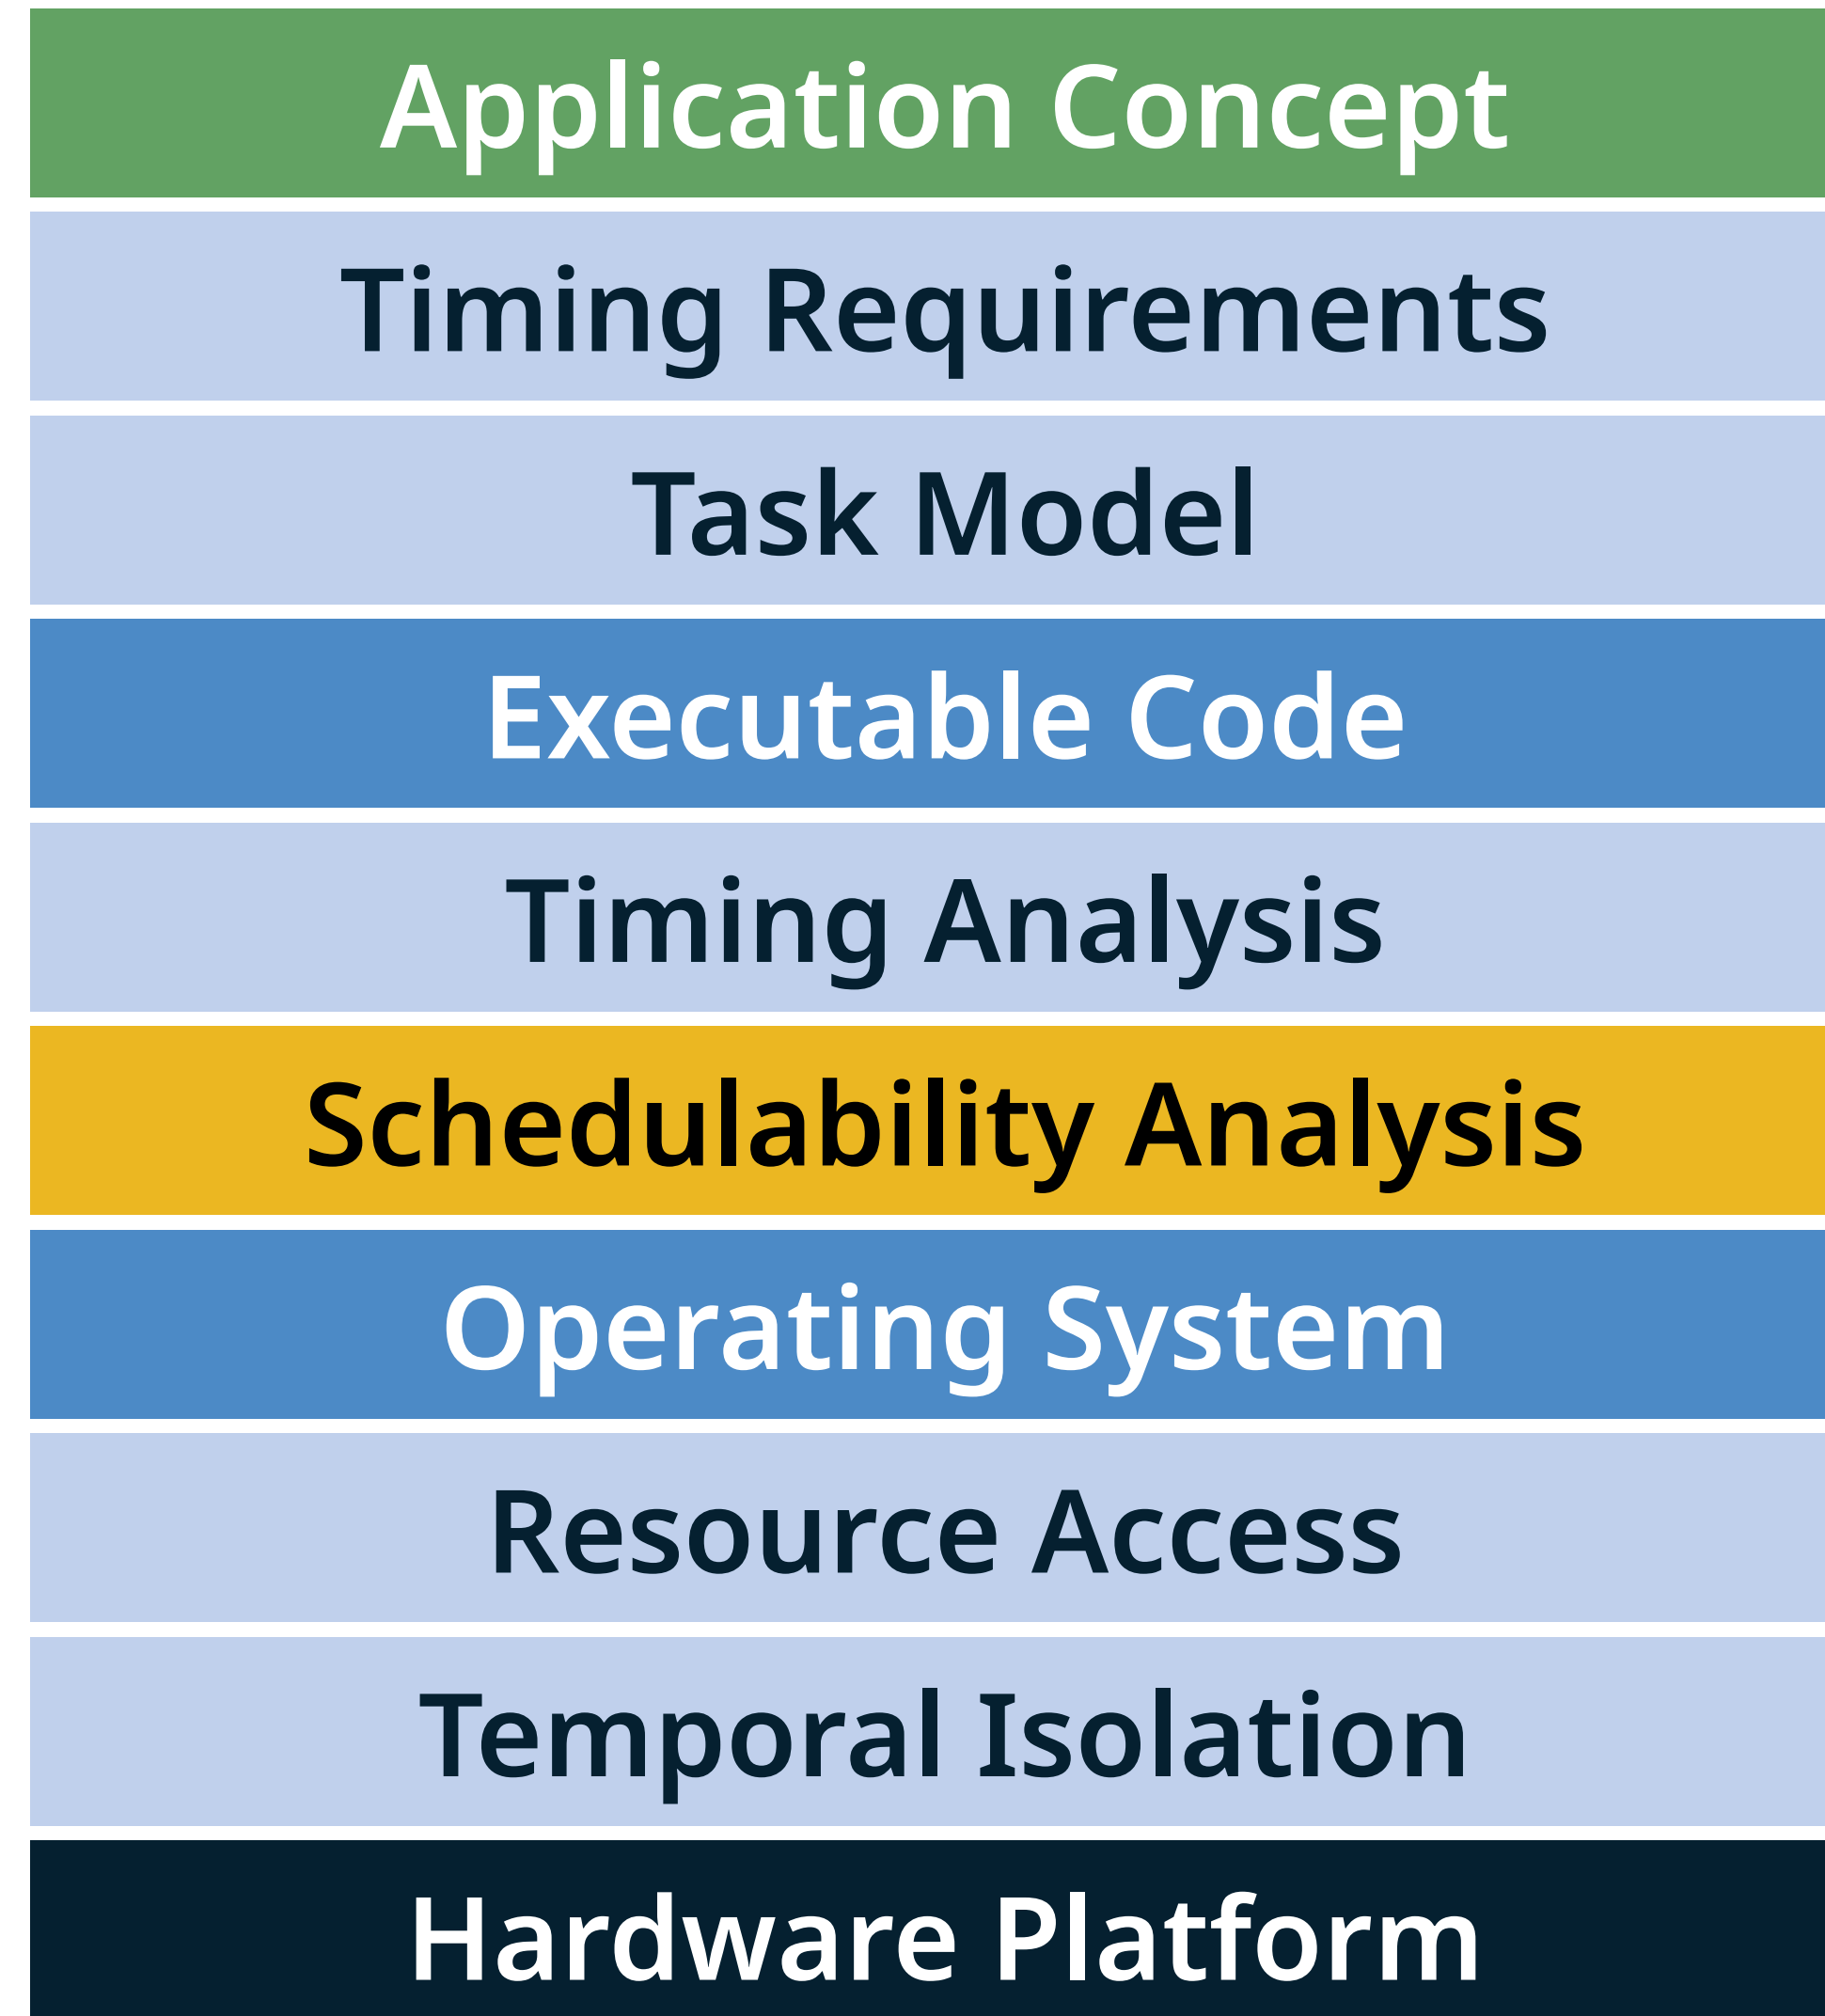 Application Concept
Timing Requirements
Task Model
Executable Code
Timing Analysis
Schedulability Analysis
Operating System
Resource Access
Temporal Isolation
Hardware Platform